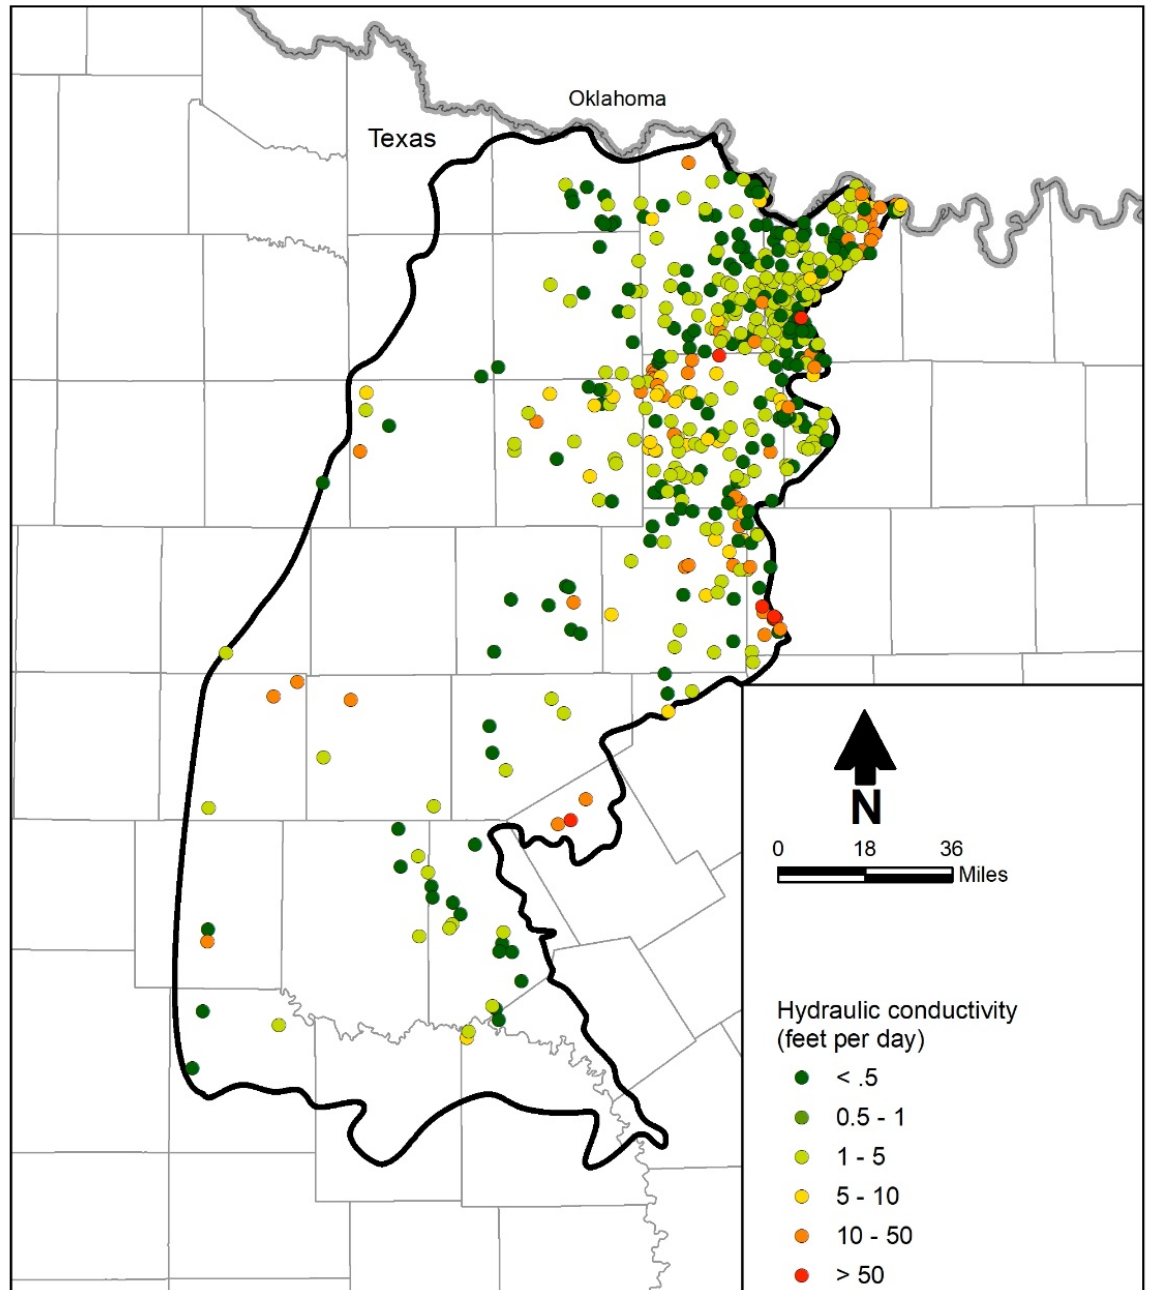 Oklahoma
Texas
N
0 18 36
Miles
Hydraulic conductivity
(feet per day)
< .5
0.5 - 1
1 - 5
5 - 10
10 - 50
> 50